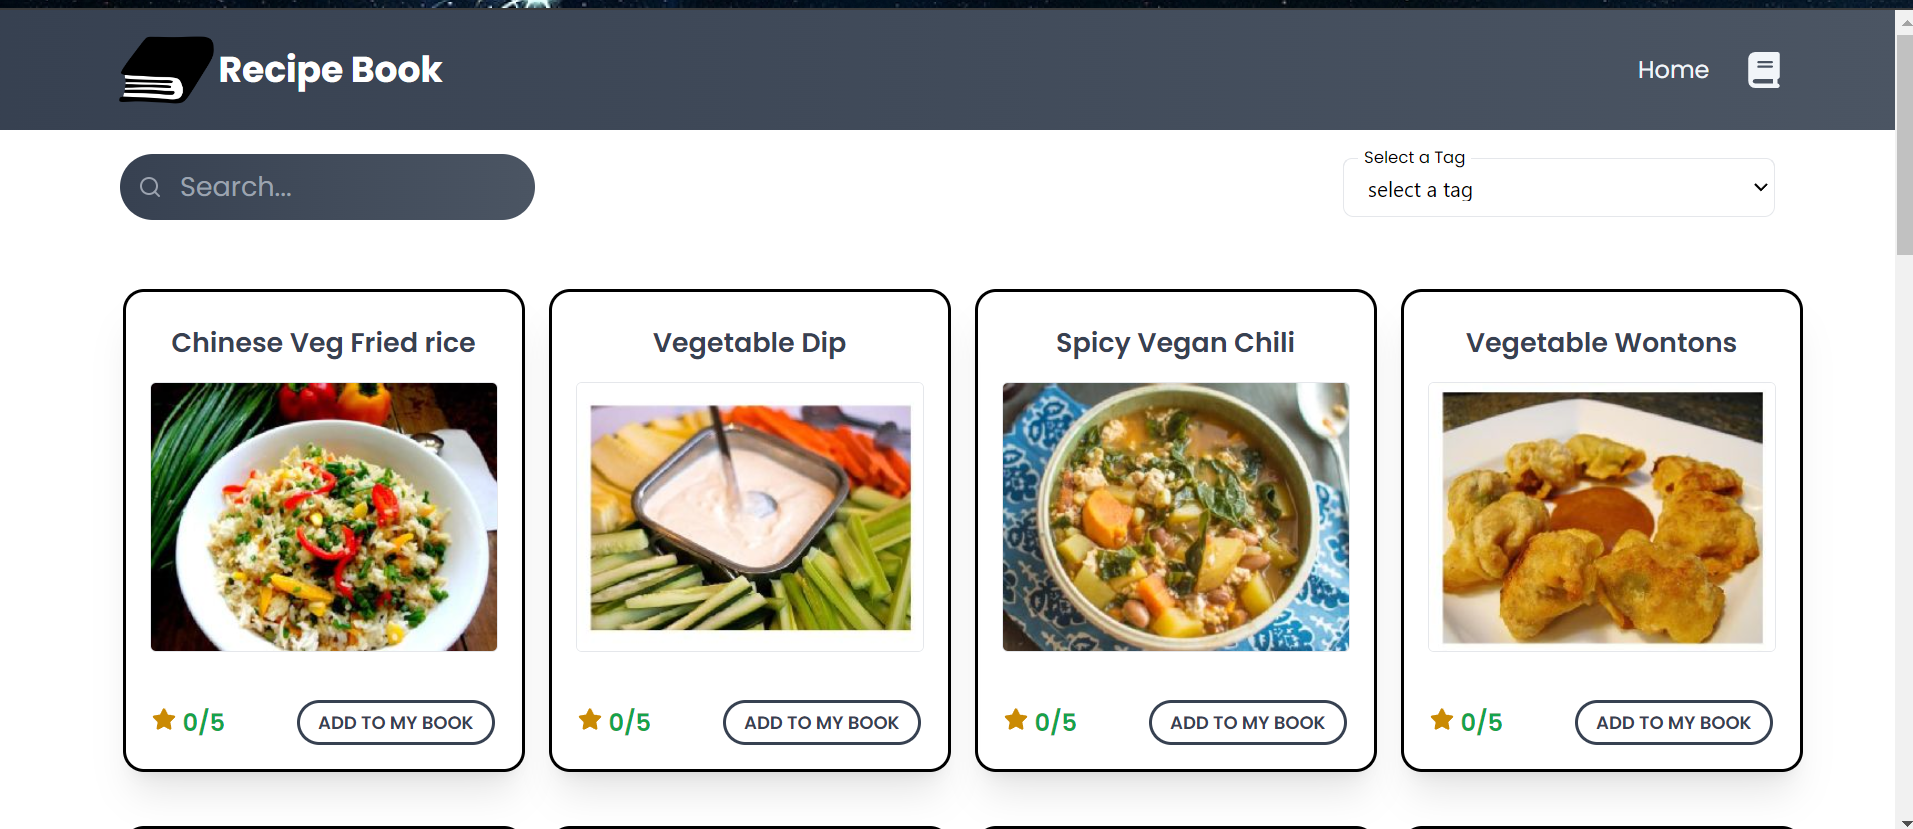 Recipe Book
Home
Search...
Select a Tag
select a tag
Chinese Veg Fried rice
Vegetable Dip
Spicy Vegan Chili
Vegetable Wontons
0/5
ADD TO MY BOOK
0/5
ADD TO MY BOOK
0/5
ADD TO MY BOOK
0/5
ADD TO MY BOOK